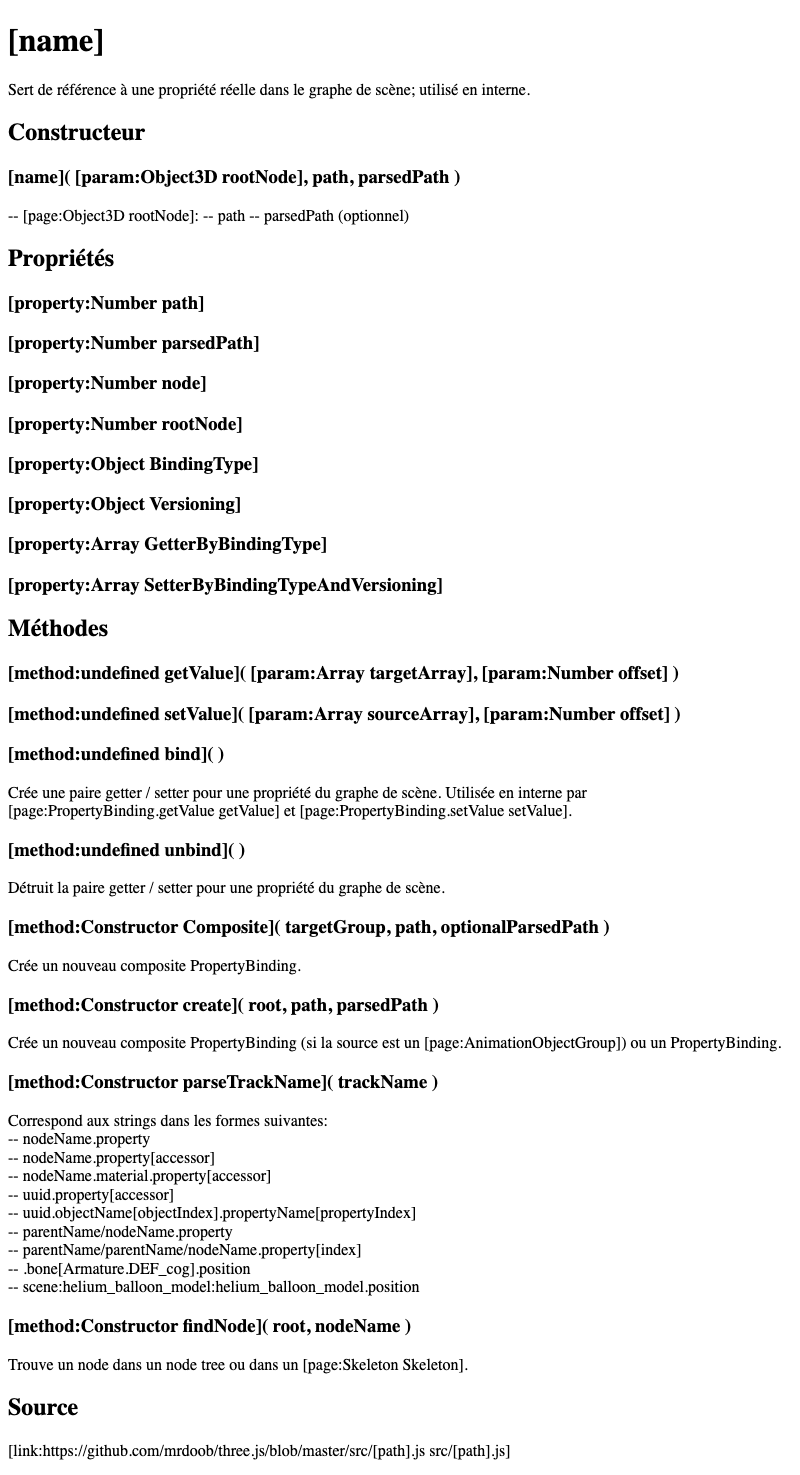 [name]
Sert de référence à une propriété réelle dans le graphe de scène; utilisé en interne.
Constructeur
[name]( [param:Object3D rootNode], path, parsedPath )
-- [page:Object3D rootNode]: -- path -- parsedPath (optionnel)
Propriétés
[property:Number path]
[property:Number parsedPath]
[property:Number node]
[property:Number rootNode]
[property:Object BindingType]
[property:Object Versioning]
[property:Array GetterByBindingType]
[property:Array SetterByBindingTypeAndVersioning]
Méthodes
[method:undefined getValue]( [param:Array targetArray], [param:Number offset] )
[method:undefined setValue]( [param:Array sourceArray], [param:Number offset] )
[method:undefined bind]( )
Crée une paire getter / setter pour une propriété du graphe de scène. Utilisée en interne par
[page:PropertyBinding.getValue getValue] et [page:PropertyBinding.setValue setValue].
[method:undefined unbind]( )
Détruit la paire getter / setter pour une propriété du graphe de scène.
[method:Constructor Composite]( targetGroup, path, optionalParsedPath )
Crée un nouveau composite PropertyBinding.
[method:Constructor create]( root, path, parsedPath )
Crée un nouveau composite PropertyBinding (si la source est un [page:AnimationObjectGroup]) ou un PropertyBinding.
[method:Constructor parseTrackName]( trackName )
Correspond aux strings dans les formes suivantes:
-- nodeName.property
-- nodeName.property[accessor]
-- nodeName.material.property[accessor]
-- uuid.property[accessor]
-- uuid.objectName[objectIndex].propertyName[propertyIndex]
-- parentName/nodeName.property
-- parentName/parentName/nodeName.property[index]
-- .bone[Armature.DEF_cog].position
-- scene:helium_balloon_model:helium_balloon_model.position
[method:Constructor findNode]( root, nodeName )
Trouve un node dans un node tree ou dans un [page:Skeleton Skeleton].
Source
[link:https://github.com/mrdoob/three.js/blob/master/src/[path].js src/[path].js]